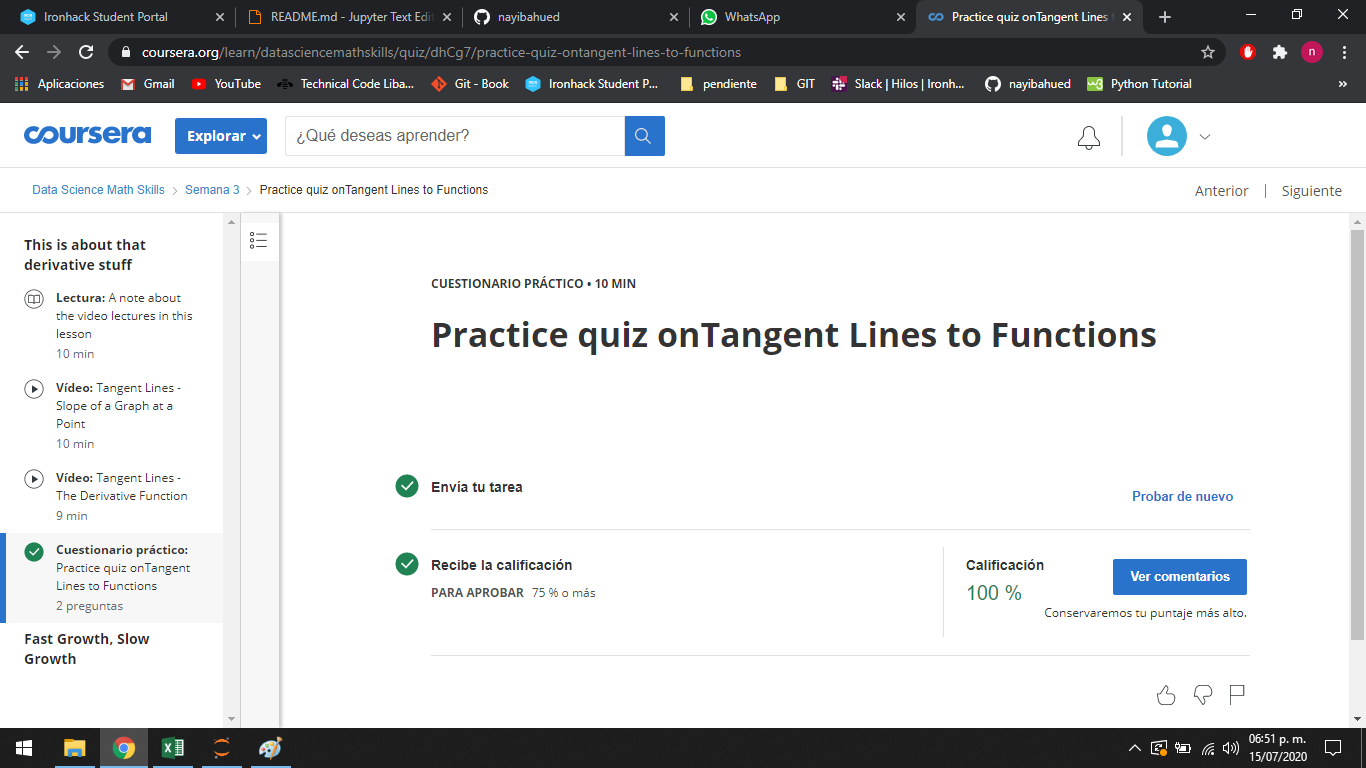 Ironhack Student Portal
README.md - Jupyter Text Edit
nayibahued
WhatsApp
Practice quiz onTangent Lines t
coursera.org/learn/datasciencemathskills/quiz/dhCg7/practice-quiz-ontangent-lines-to-functions
n
Aplicaciones
Gmail
YouTube
Technical Code Liba...
Git - Book
Ironhack Student P...
pendiente
GIT
Slack | Hilos | Ironh...
nayibahued
Python Tutorial
»
coursera
Explorar
¿Qué deseas aprender?
Data Science Math Skills > Semana 3 > Practice quiz onTangent Lines to Functions
Anterior | Siguiente
This is about that
derivative stuff
Lectura: A note about
the video lectures in this
lesson
10 min
Vídeo: Tangent Lines -
Slope of a Graph at a
Point
10 min
Vídeo: Tangent Lines -
The Derivative Function
9 min
Cuestionario práctico:
Practice quiz onTangent
Lines to Functions
2 preguntas
Fast Growth, Slow
Growth
CUESTIONARIO PRÁCTICO • 10 MIN
Practice quiz onTangent Lines to Functions
Envía tu tarea
Probar de nuevo
Recibe la calificación
PARA APROBAR 75 % o más
Calificación
100 %
Ver comentarios
Conservaremos tu puntaje más alto.
06:51 p. m.
15/07/2020